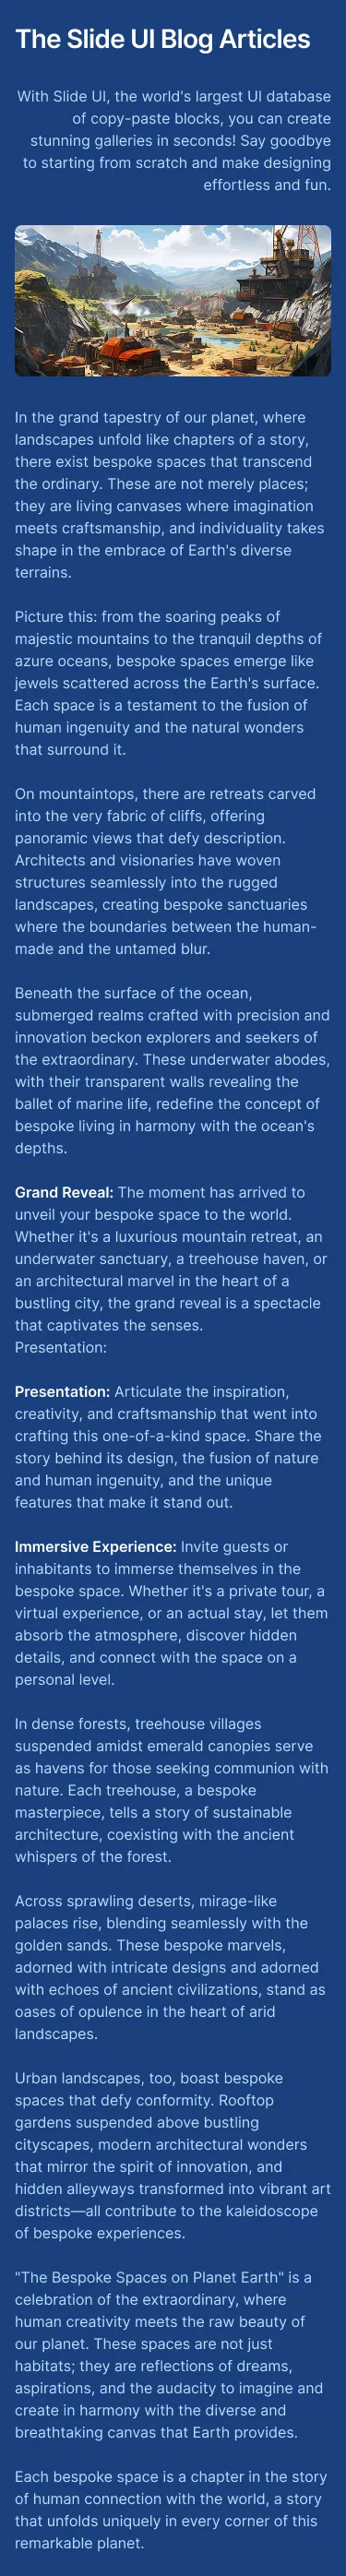 The Slide UI Blog Articles
With Slide UI, the world's largest UI database
of copy-paste blocks, you can create
stunning galleries in seconds! Say goodbye
to starting from scratch and make designing
effortless and fun.
In the grand tapestry of our planet, where
landscapes unfold like chapters of a story,
there exist bespoke spaces that transcend
the ordinary. These are not merely places;
they are living canvases where imagination
meets craftsmanship, and individuality takes
shape in the embrace of Earth's diverse
terrains.
Picture this: from the soaring peaks of
majestic mountains to the tranquil depths of
azure oceans, bespoke spaces emerge like
jewels scattered across the Earth's surface.
Each space is a testament to the fusion of
human ingenuity and the natural wonders
that surround it.
On mountaintops, there are retreats carved
into the very fabric of cliffs, offering
panoramic views that defy description.
Architects and visionaries have woven
structures seamlessly into the rugged
landscapes, creating bespoke sanctuaries
where the boundaries between the human-
made and the untamed blur.
Beneath the surface of the ocean,
submerged realms crafted with precision and
innovation beckon explorers and seekers of
the extraordinary. These underwater abodes,
with their transparent walls revealing the
ballet of marine life, redefine the concept of
bespoke living in harmony with the ocean's
depths.
Grand Reveal: The moment has arrived to
unveil your bespoke space to the world.
Whether it's a luxurious mountain retreat, an
underwater sanctuary, a treehouse haven, or
an architectural marvel in the heart of a
bustling city, the grand reveal is a spectacle
that captivates the senses.
Presentation:
Presentation: Articulate the inspiration,
creativity, and craftsmanship that went into
crafting this one-of-a-kind space. Share the
story behind its design, the fusion of nature
and human ingenuity, and the unique
features that make it stand out.
Immersive Experience: Invite guests or
inhabitants to immerse themselves in the
bespoke space. Whether it's a private tour, a
virtual experience, or an actual stay, let them
absorb the atmosphere, discover hidden
details, and connect with the space on a
personal level.
In dense forests, treehouse villages
suspended amidst emerald canopies serve
as havens for those seeking communion with
nature. Each treehouse, a bespoke
masterpiece, tells a story of sustainable
architecture, coexisting with the ancient
whispers of the forest.
Across sprawling deserts, mirage-like
palaces rise, blending seamlessly with the
golden sands. These bespoke marvels,
adorned with intricate designs and adorned
with echoes of ancient civilizations, stand as
oases of opulence in the heart of arid
landscapes.
Urban landscapes, too, boast bespoke
spaces that defy conformity. Rooftop
gardens suspended above bustling
cityscapes, modern architectural wonders
that mirror the spirit of innovation, and
hidden alleyways transformed into vibrant art
districts—all contribute to the kaleidoscope
of bespoke experiences.
"The Bespoke Spaces on Planet Earth" is a
celebration of the extraordinary, where
human creativity meets the raw beauty of
our planet. These spaces are not just
habitats; they are reflections of dreams,
aspirations, and the audacity to imagine and
create in harmony with the diverse and
breathtaking canvas that Earth provides.
Each bespoke space is a chapter in the story
of human connection with the world, a story
that unfolds uniquely in every corner of this
remarkable planet.